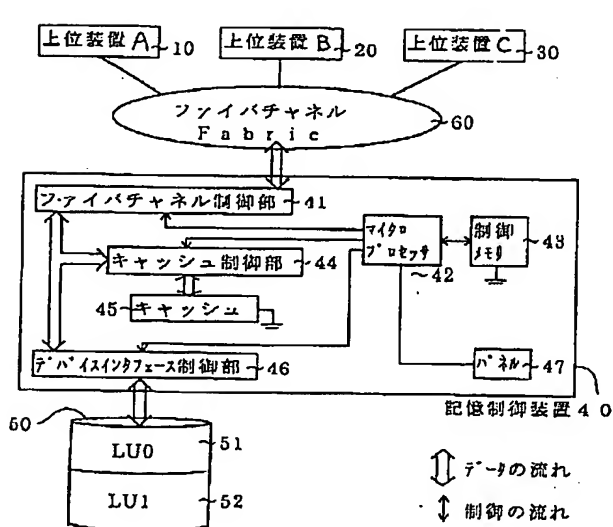 上位装置A 10
上位装置B 20
上位装置C 30
ファイバチャネル
Fabric
60
ファイバチャネル制御部 41
マイクロ
プロセッサ
42
制御
メモリ
43
キャッシュ制御部 44
45 キャッシュ
デバイスインタフェース制御部 46
パネル 47
記憶制御装置40
50
LU0 51
LU1 52
データの流れ
制御の流れ